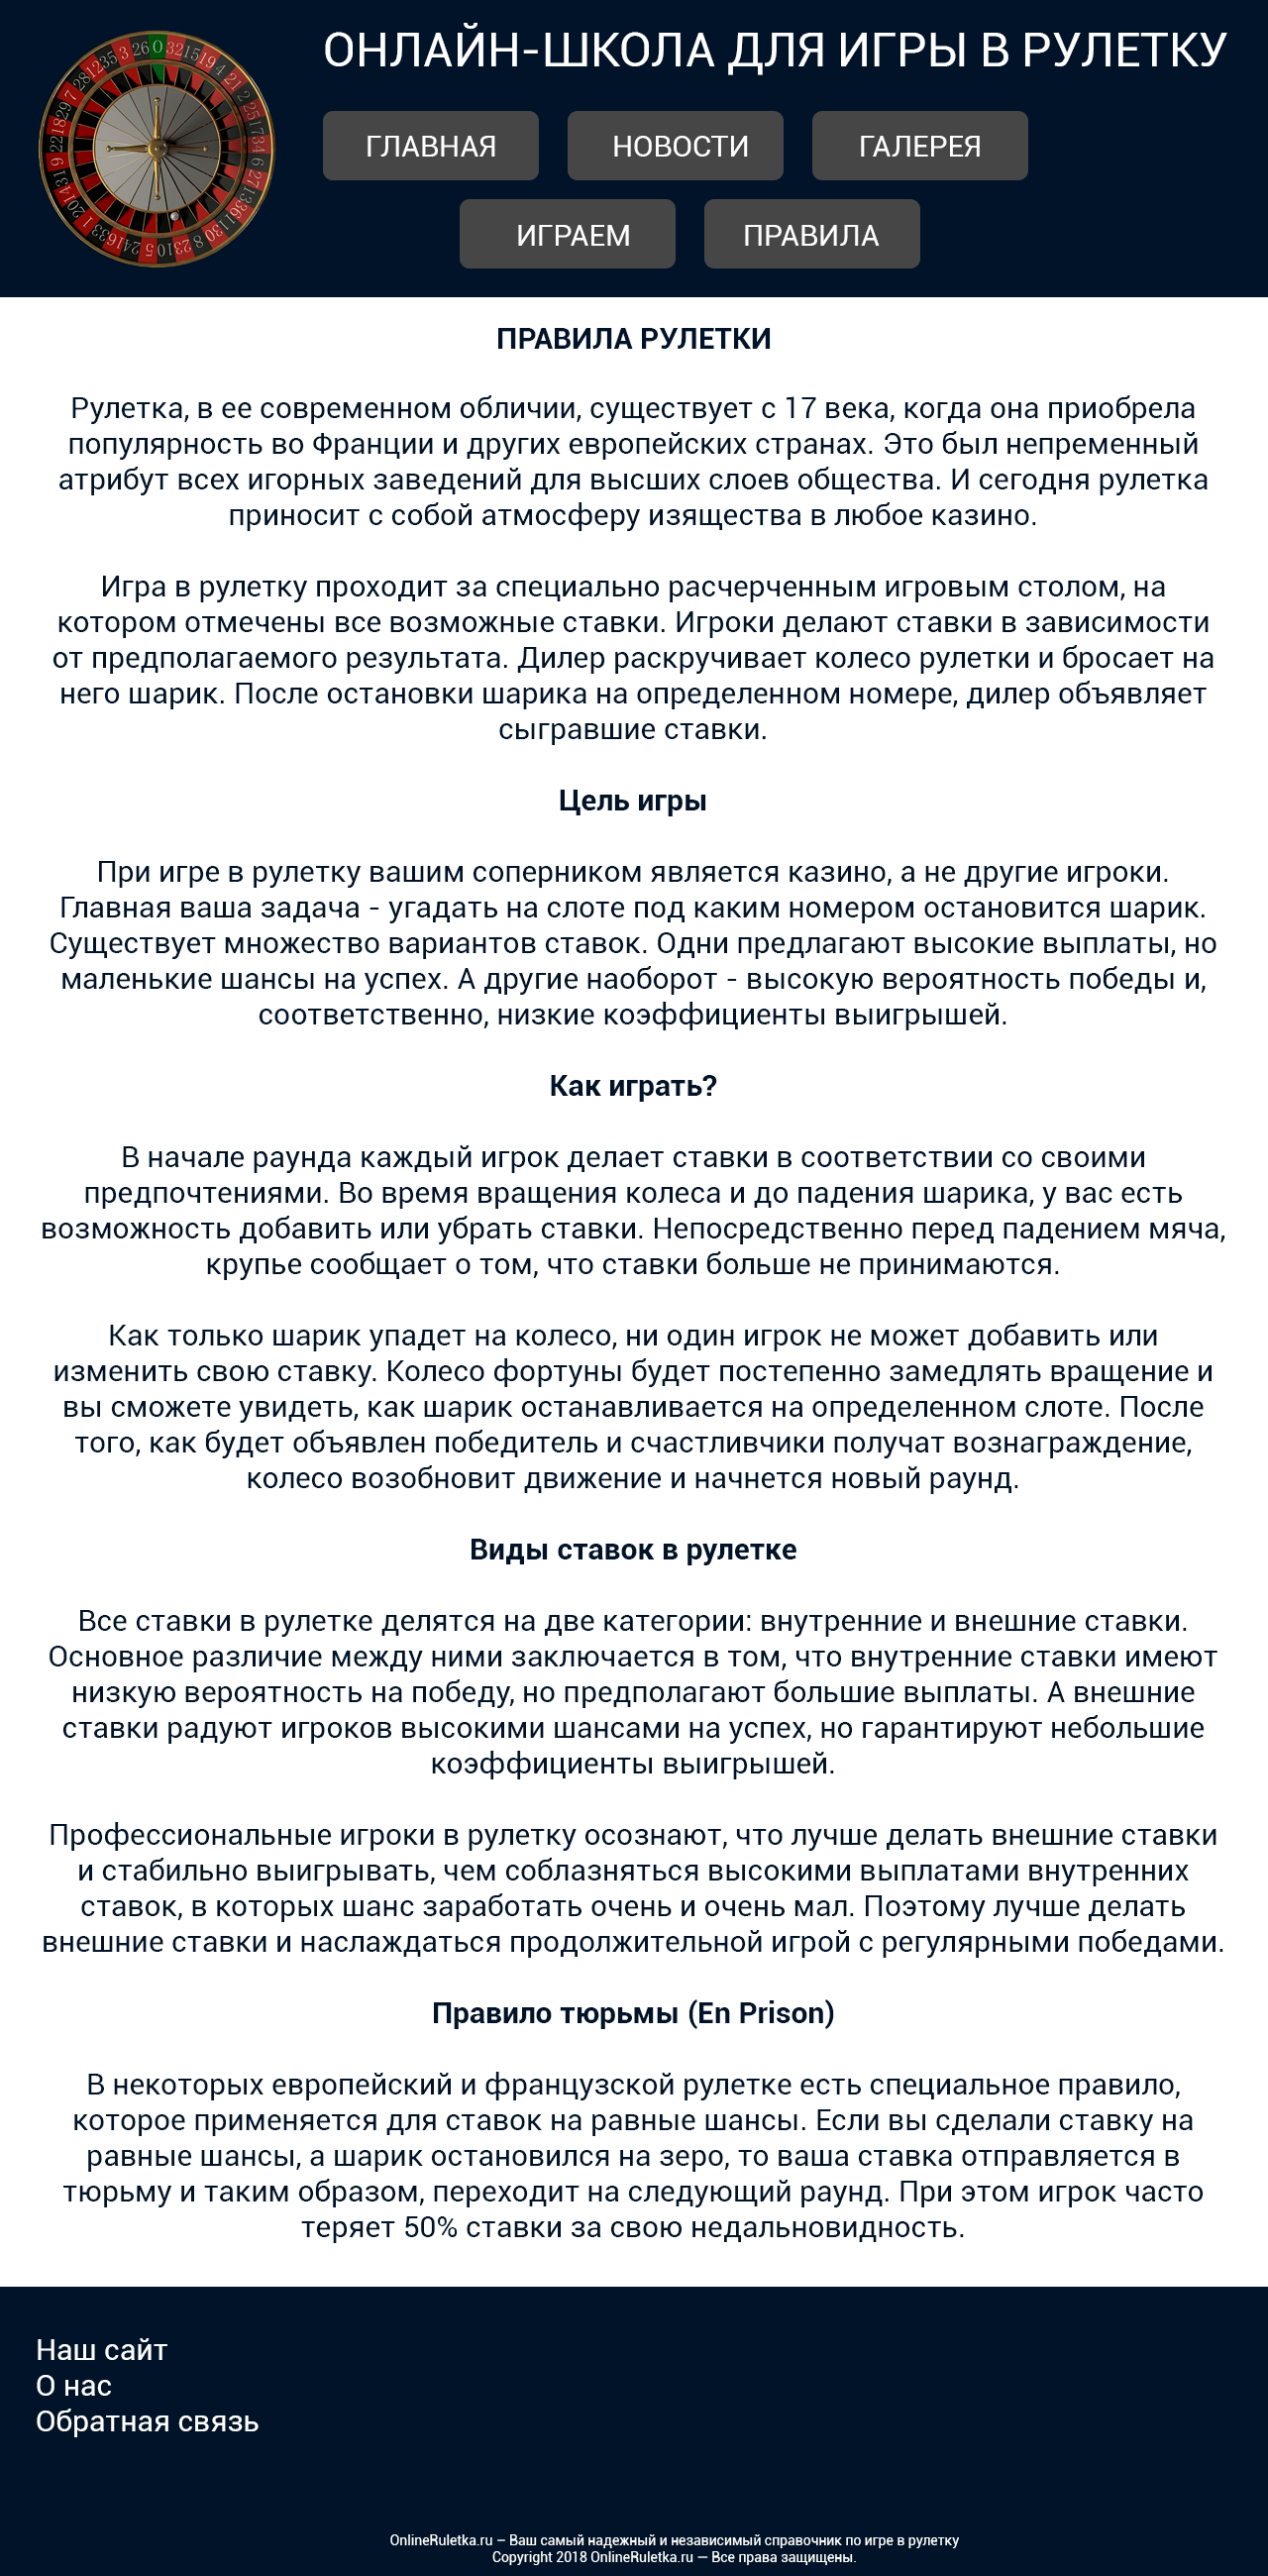 ОНЛАЙН-ШКОЛА ДЛЯ ИГРЫ В РУЛЕТКУ
ГЛАВНАЯ НОВОСТИ ГАЛЕРЕЯ
ИГРАЕМ ПРАВИЛА
ПРАВИЛА РУЛЕТКИ
Рулетка, в ее современном обличии, существует с 17 века, когда она приобрела
популярность во Франции и других европейских странах. Это был непременный
атрибут всех игорных заведений для высших слоев общества. И сегодня рулетка
приносит с собой атмосферу изящества в любое казино.
Игра в рулетку проходит за специально расчерченным игровым столом, на
котором отмечены все возможные ставки. Игроки делают ставки в зависимости
от предполагаемого результата. Дилер раскручивает колесо рулетки и бросает на
него шарик. После остановки шарика на определенном номере, дилер объявляет
сыгравшие ставки.
Цель игры
При игре в рулетку вашим соперником является казино, а не другие игроки.
Главная ваша задача - угадать на слоте под каким номером остановится шарик.
Существует множество вариантов ставок. Одни предлагают высокие выплаты, но
маленькие шансы на успех. А другие наоборот - высокую вероятность победы и,
соответственно, низкие коэффициенты выигрышей.
Как играть?
В начале раунда каждый игрок делает ставки в соответствии со своими
предпочтениями. Во время вращения колеса и до падения шарика, у вас есть
возможность добавить или убрать ставки. Непосредственно перед падением мяча,
крупье сообщает о том, что ставки больше не принимаются.
Как только шарик упадет на колесо, ни один игрок не может добавить или
изменить свою ставку. Колесо фортуны будет постепенно замедлять вращение и
вы сможете увидеть, как шарик останавливается на определенном слоте. После
того, как будет объявлен победитель и счастливчики получат вознаграждение,
колесо возобновит движение и начнется новый раунд.
Виды ставок в рулетке
Все ставки в рулетке делятся на две категории: внутренние и внешние ставки.
Основное различие между ними заключается в том, что внутренние ставки имеют
низкую вероятность на победу, но предполагают большие выплаты. А внешние
ставки радуют игроков высокими шансами на успех, но гарантируют небольшие
коэффициенты выигрышей.
Профессиональные игроки в рулетку осознают, что лучше делать внешние ставки
и стабильно выигрывать, чем соблазняться высокими выплатами внутренних
ставок, в которых шанс заработать очень и очень мал. Поэтому лучше делать
внешние ставки и наслаждаться продолжительной игрой с регулярными победами.
Правило тюрьмы (En Prison)
В некоторых европейский и французской рулетке есть специальное правило,
которое применяется для ставок на равные шансы. Если вы сделали ставку на
равные шансы, а шарик остановился на зеро, то ваша ставка отправляется в
тюрьму и таким образом, переходит на следующий раунд. При этом игрок часто
теряет 50% ставки за свою недальновидность.
Наш сайт
О нас
Обратная связь
OnlineRuletka.ru – Ваш самый надежный и независимый справочник по игре в рулетку
Copyright 2018 OnlineRuletka.ru — Все права защищены.